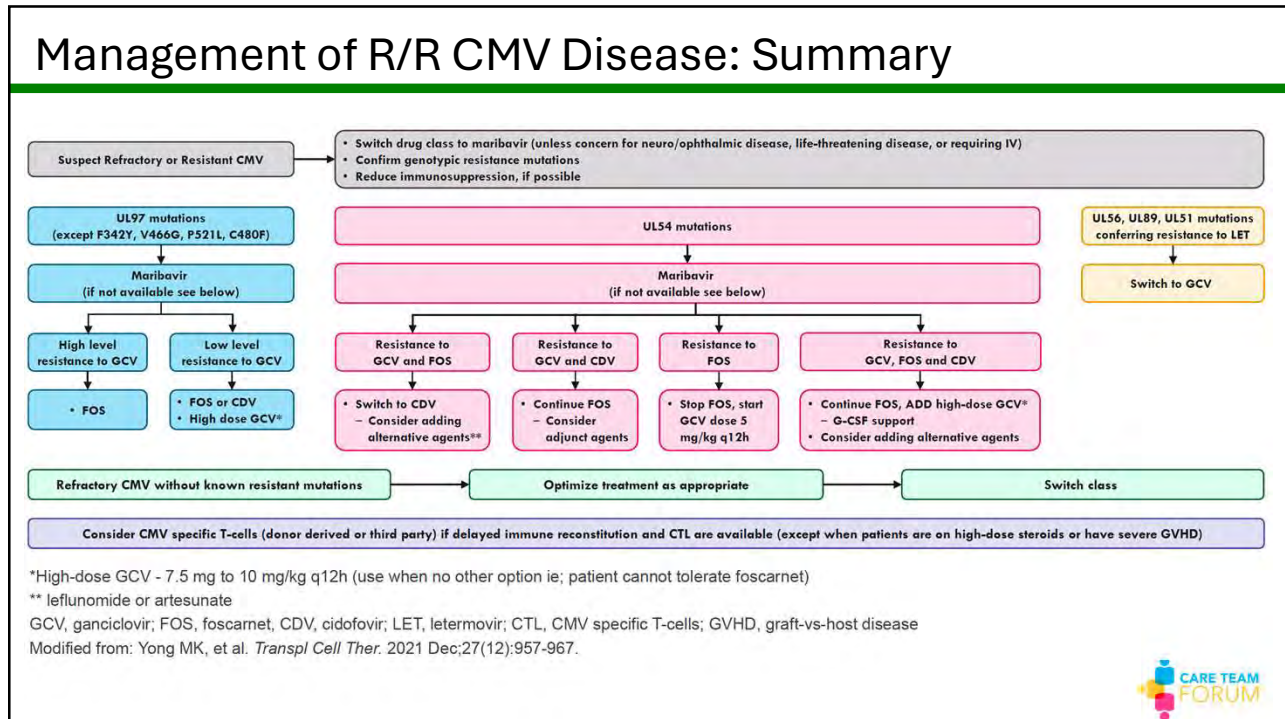 Management of R/R CMV Disease: Summary
Suspect Refractory or Resistant CMV
• Switch drug class to maribavir (unless concern for neuro/ophthalmic disease, life-threatening disease, or requiring IV)
• Confirm genotypic resistance mutations
• Reduce immunosuppression, if possible
UL97 mutations
(except F342Y, V466G, P521L, C480F)
UL54 mutations
UL56, UL89, UL51 mutations
conferring resistance to LET
Maribavir
(if not available see below)
Maribavir
(if not available see below)
Switch to GCV
High level
resistance to GCV
Low level
resistance to GCV
Resistance to
GCV and FOS
Resistance to
GCV and CDV
Resistance to
FOS
Resistance to
GCV, FOS and CDV
• FOS
• FOS or CDV
• High dose GCV*
• Switch to CDV
– Consider adding
alternative agents**
• Continue FOS
– Consider
adjunct agents
• Stop FOS, start
GCV dose 5
mg/kg q12h
• Continue FOS, ADD high-dose GCV*
– G-CSF support
• Consider adding alternative agents
Refractory CMV without known resistant mutations
Optimize treatment as appropriate
Switch class
Consider CMV specific T-cells (donor derived or third party) if delayed immune reconstitution and CTL are available (except when patients are on high-dose steroids or have severe GVHD)
*High-dose GCV - 7.5 mg to 10 mg/kg q12h (use when no other option ie; patient cannot tolerate foscarnet)
** leflunomide or artesunate
GCV, ganciclovir; FOS, foscarnet, CDV, cidofovir; LET, letermovir; CTL, CMV specific T-cells; GVHD, graft-vs-host disease
Modified from: Yong MK, et al. Transpl Cell Ther. 2021 Dec;27(12):957-967.
CARE TEAM
FORUM